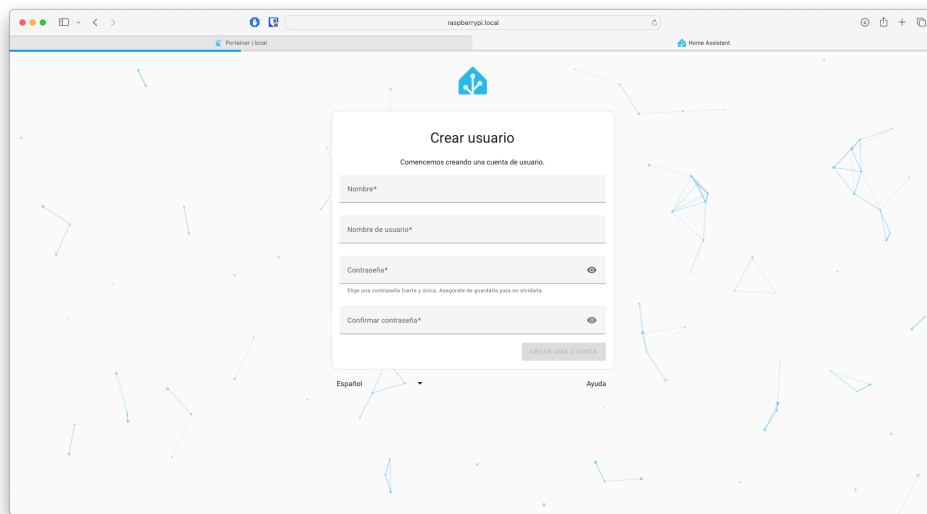 raspberrypi.local
Portainer | local
Home Assistant
Crear usuario
Comencemos creando una cuenta de usuario.
Nombre*
Nombre de usuario*
Contraseña*
Elige una contraseña fuerte y única. Asegúrate de guardarla para no olvidarla.
Confirmar contraseña*
CREAR UNA CUENTA
Español
Ayuda